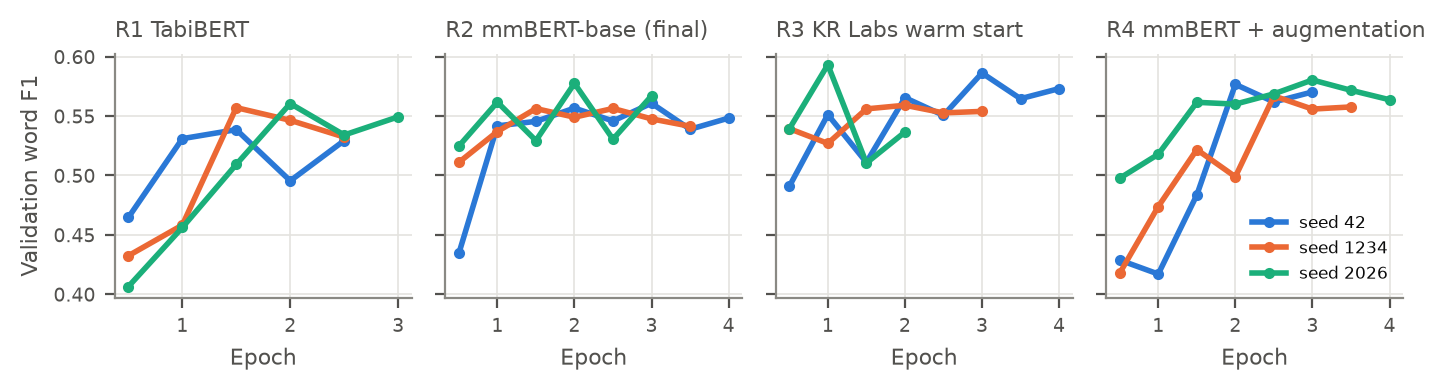 R1 TabiBERT
R2 mmBERT-base (final)
R3 KR Labs warm start
R4 mmBERT + augmentation
Validation word F1
0.60
0.55
0.50
0.45
0.40
seed 42
seed 1234
seed 2026
1 2 3
1 2 3 4
1 2 3 4
1 2 3 4
Epoch
Epoch
Epoch
Epoch